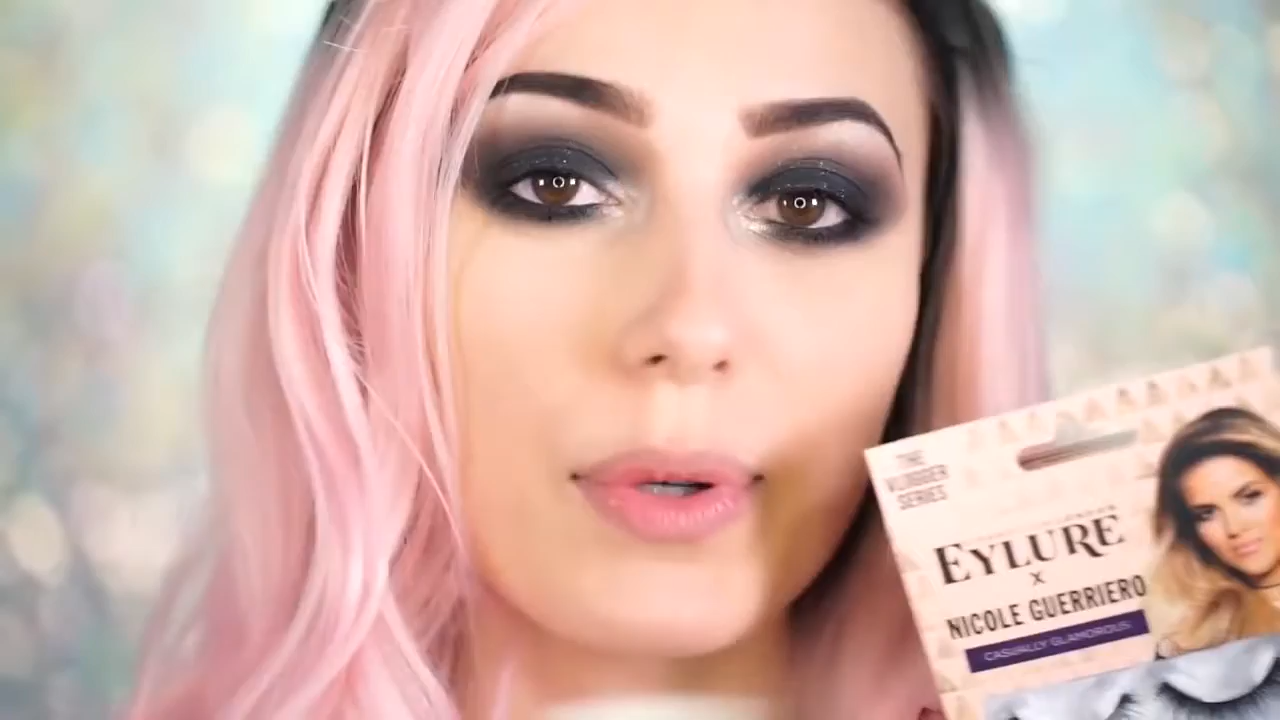 THE
VLOGGER
SERIES
EYLURE
X
NICOLE GUERRIERO
CASUALLY GLAMOROUS